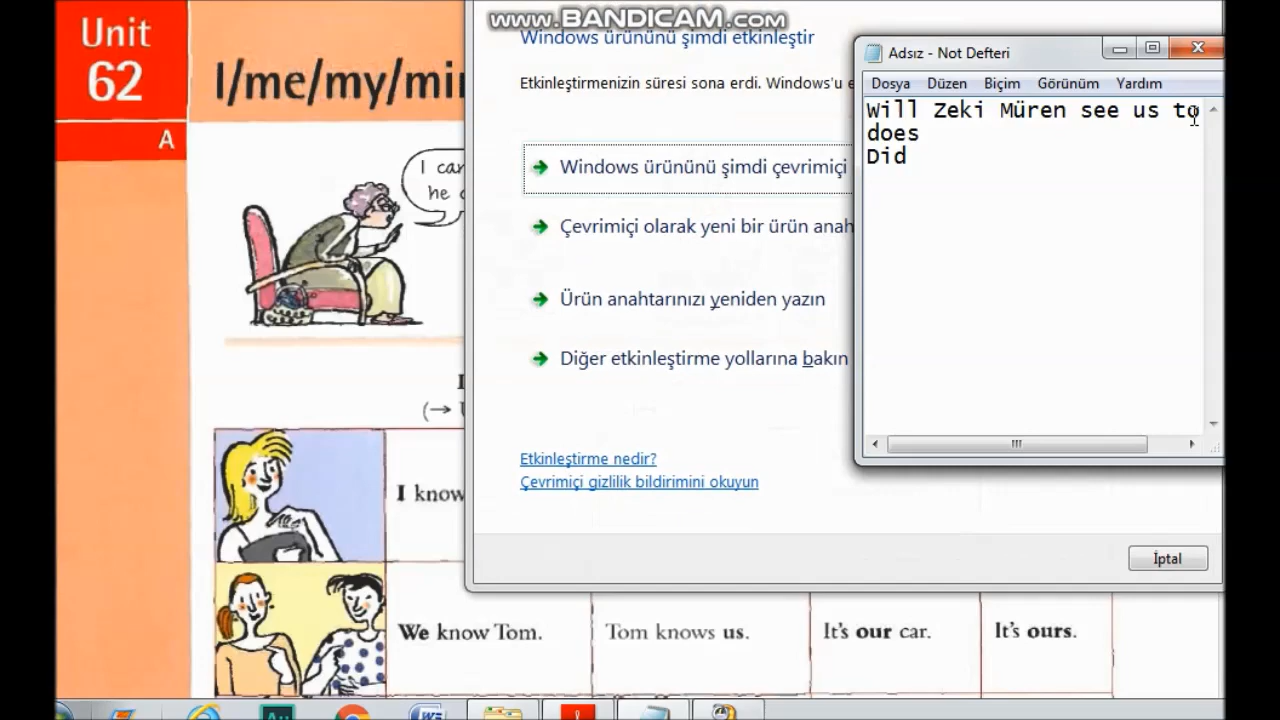 www.BANDICAM.com
Unit
62
A
I/me/my/
I
he
I
(→
I know
We know Tom.
Tom knows us.
It's our car.
It's ours.
Windows ürününü şimdi etkinleştir
Etkinleştirmenizin süresi sona erdi. Windows'u
Windows ürününü şimdi çevrimiçi
Çevrimiçi olarak yeni bir ürün
Ürün anahtarınızı yeniden yazın
Diğer etkinleştirme yollarına bakın
Etkinleştirme nedir?
Çevrimiçi gizlilik bildirimini okuyun
İptal
Adsız - Not Defteri
Dosya Düzen Biçim Görünüm Yardım
Will Zeki Müren see us to
does
Did